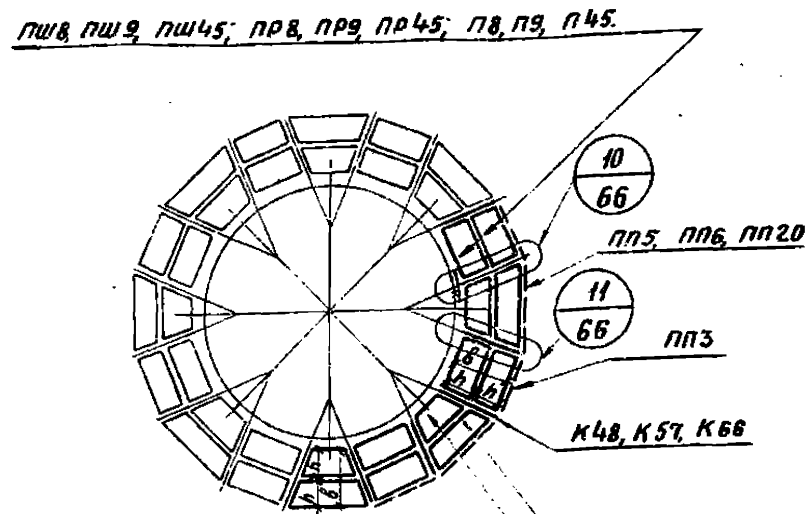 ПШ8, ПШ9, ПШ45; ПР8, ПР9, ПР45; П8, П9, П45.
10
66
ПП5, ПП6, ПП20
11
66
ПП3
в
h h
К48, К57, К66
h
h в